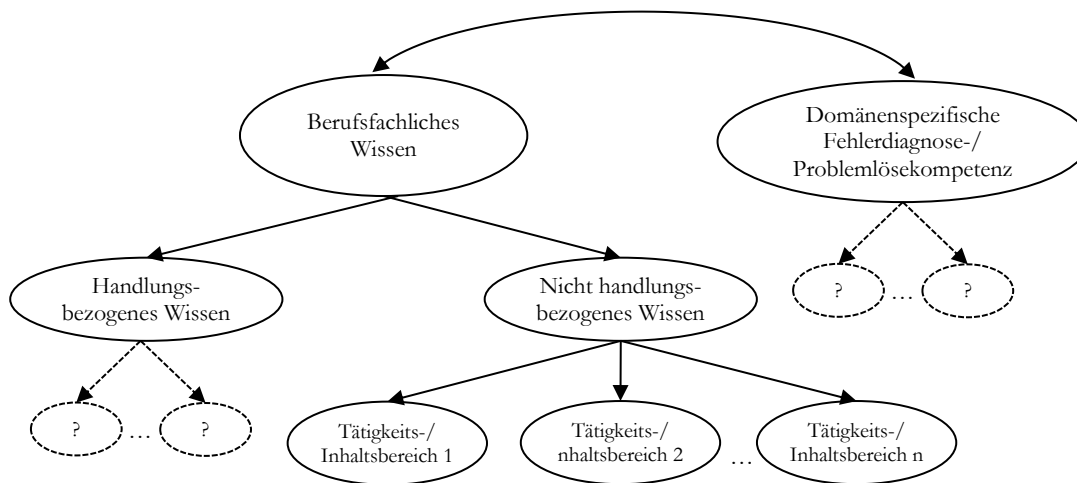 Berufsfachliches
Wissen
Domänenspezifische
Fehlerdiagnose-/
Problemlösekompetenz
Handlungs-
bezogenes Wissen
Nicht handlungs-
bezogenes Wissen
? … ?
? … ?
Tätigkeits-/
Inhaltsbereich 1
Tätigkeits-/
nhaltsbereich 2
…
Tätigkeits-/
Inhaltsbereich n